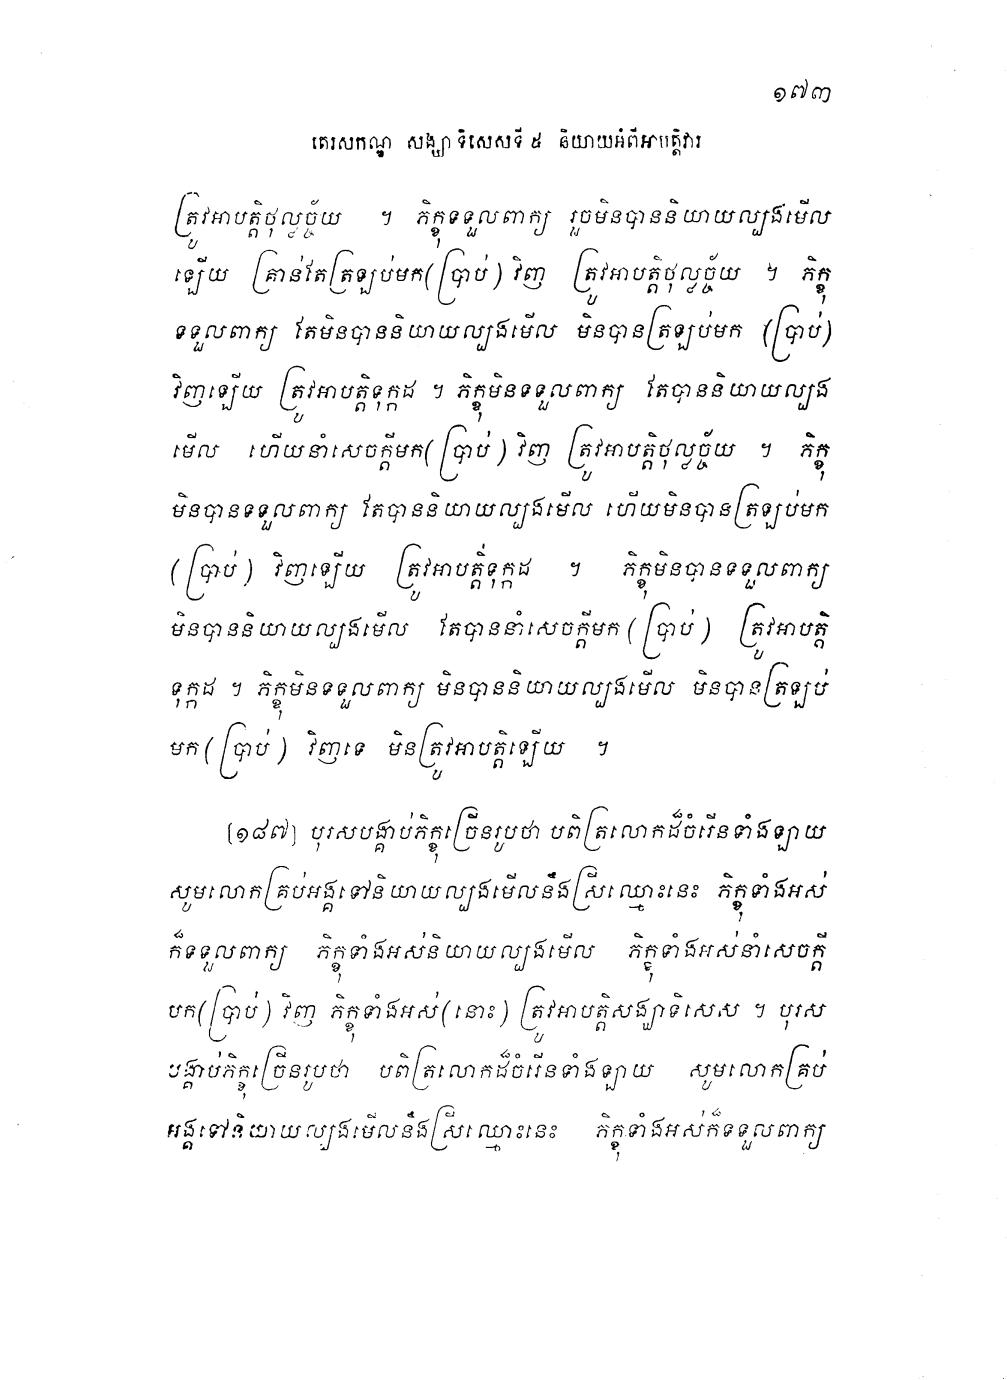 ១៧៣
តេរសកណ្ឌ សង្ឃាទិសេសទី ៥ និយាយអំពីអាបត្តិវារ
ត្រូវអាបត្តិថុល្លច្ច័យ ។ ភិក្ខុទទួលពាក្យ រួចមិនបាននិយាយល្បងមើល
ឡើយ គ្រាន់តែត្រឡប់មក(ប្រាប់) វិញ ត្រូវអាបត្តិថុល្លច្ច័យ ។ ភិក្ខុ
ទទួលពាក្យ តែមិនបាននិយាយល្បងមើល មិនបានត្រឡប់មក (ប្រាប់)
វិញឡើយ ត្រូវអាបត្តិទុក្កដ ។ ភិក្ខុមិនទទួលពាក្យ តែបាននិយាយល្បង
មើល ហើយនាំសេចក្តីមក(ប្រាប់) វិញ ត្រូវអាបត្តិថុល្លច្ច័យ ។ ភិក្ខុ
មិនបានទទួលពាក្យ តែបាននិយាយល្បងមើល ហើយមិនបានត្រឡប់មក
(ប្រាប់) វិញឡើយ ត្រូវអាបត្តិទុក្កដ ។ ភិក្ខុមិនបានទទួលពាក្យ
មិនបាននិយាយល្បងមើល តែបាននាំសេចក្តីមក(ប្រាប់) ត្រូវអាបត្តិ
ទុក្កដ ។ ភិក្ខុមិនទទួលពាក្យ មិនបាននិយាយល្បងមើល មិនបានត្រឡប់
មក(ប្រាប់) វិញទេ មិនត្រូវអាបត្តិឡើយ ។
[១៨៧] បុរសបង្គាប់ភិក្ខុច្រើនរូបថា បពិត្រលោកដ៏ចំរើនទាំងឡាយ
សូមលោកគ្រប់អង្គទៅនិយាយល្បងមើលនឹងស្រីឈ្មោះនេះ ភិក្ខុទាំងអស់
ក៏ទទួលពាក្យ ភិក្ខុទាំងអស់និយាយល្បងមើល ភិក្ខុទាំងអស់នាំសេចក្តី
មក(ប្រាប់) វិញ ភិក្ខុទាំងអស់(នោះ) ត្រូវអាបត្តិសង្ឃាទិសេស ។ បុរស
បង្គាប់ភិក្ខុច្រើនរូបថា បពិត្រលោកដ៏ចំរើនទាំងឡាយ សូមលោកគ្រប់
អង្គទៅនិយាយល្បងមើលនឹងស្រីឈ្មោះនេះ ភិក្ខុទាំងអស់ក៏ទទួលពាក្យ